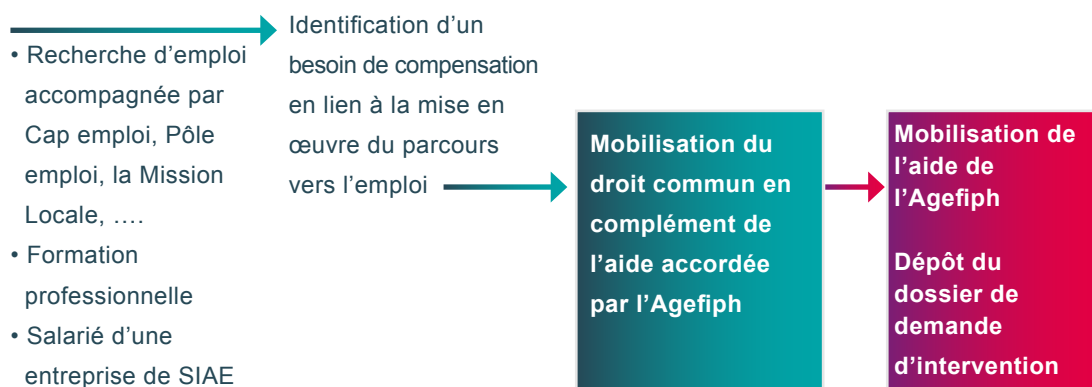 • Recherche d’emploi
accompagnée par
Cap emploi, Pôle
emploi, la Mission
Locale, ….
• Formation
professionnelle
• Salarié d’une
entreprise de SIAE
Identification d’un
besoin de compensation
en lien à la mise en
œuvre du parcours
vers l’emploi
Mobilisation du
droit commun en
complément de
l’aide accordée
par l’Agefiph
Mobilisation de
l’aide de
l’Agefiph
Dépôt du
dossier de
demande
d’intervention